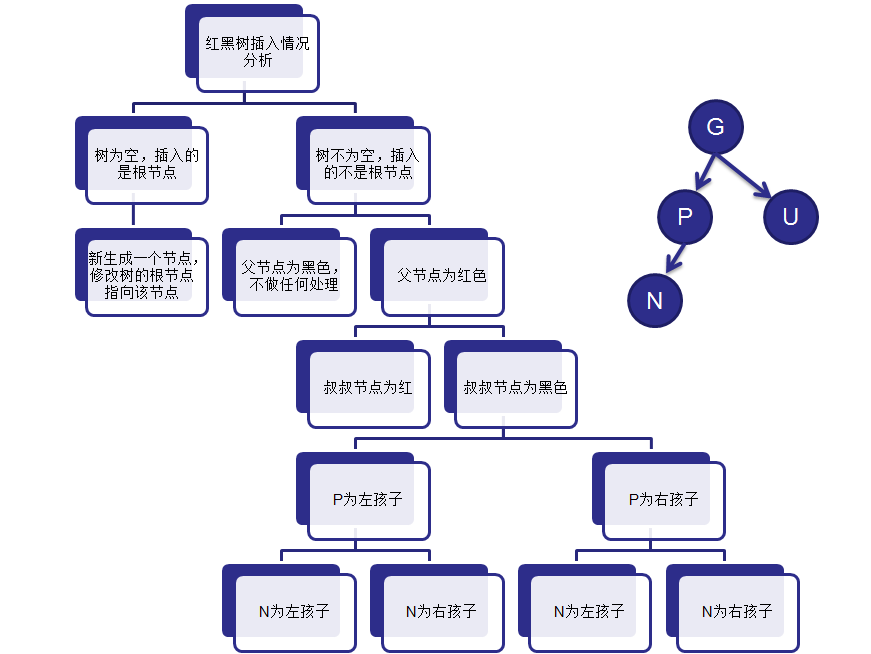 红黑树插入情况
分析
树为空，插入的
是根节点
树不为空，插入
的不是根节点
新生成一个节点，
修改树的根节点
指向该节点
父节点为黑色，
不做任何处理
父节点为红色
叔叔节点为红
叔叔节点为黑色
P为左孩子
P为右孩子
N为左孩子
N为右孩子
N为左孩子
N为右孩子
G
P
U
N